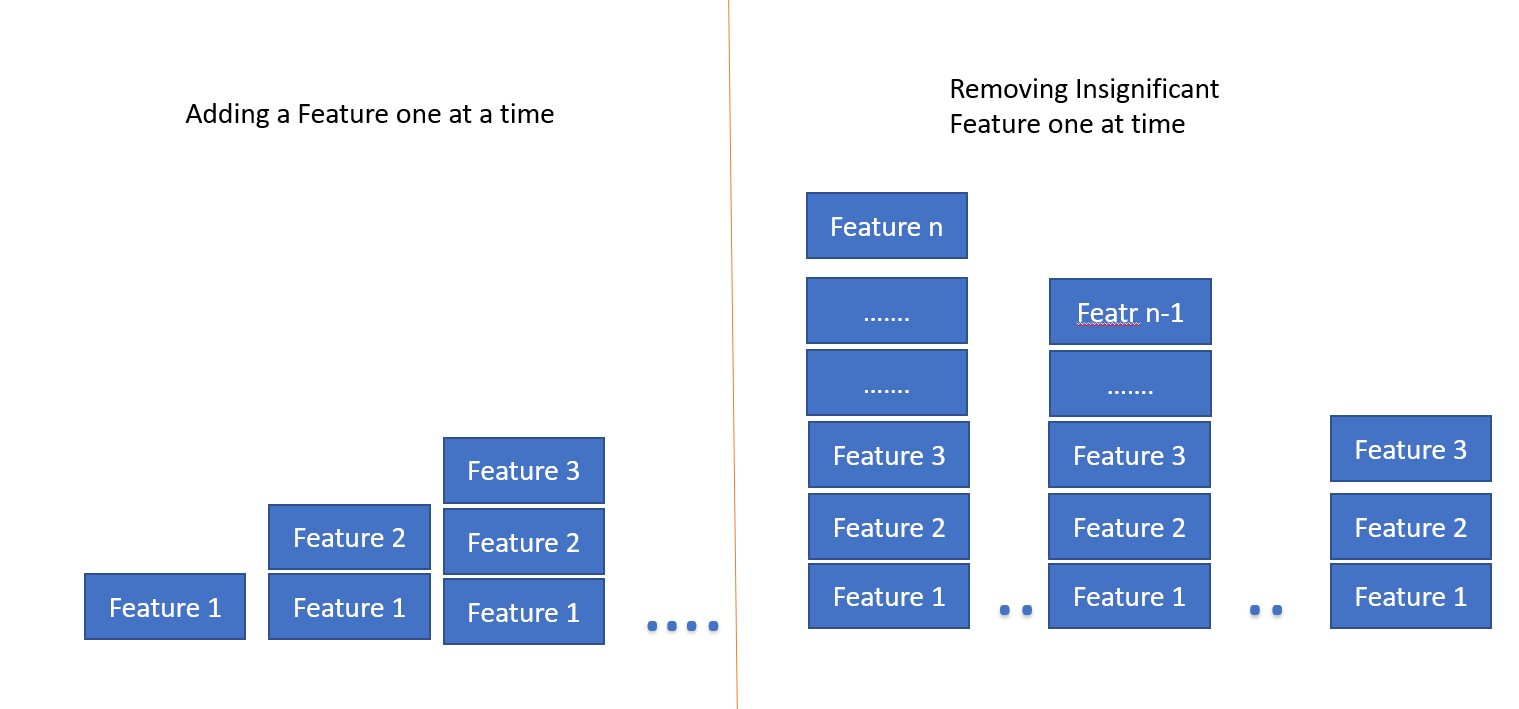 Adding a Feature one at a time
Feature 1
Feature 2
Feature 1
Feature 3
Feature 2
Feature 1
Removing Insignificant
Feature one at time
Feature n
.......
.......
Feature 3
Feature 2
Feature 1
Featr n-1
.......
Feature 3
Feature 2
Feature 1
Feature 3
Feature 2
Feature 1